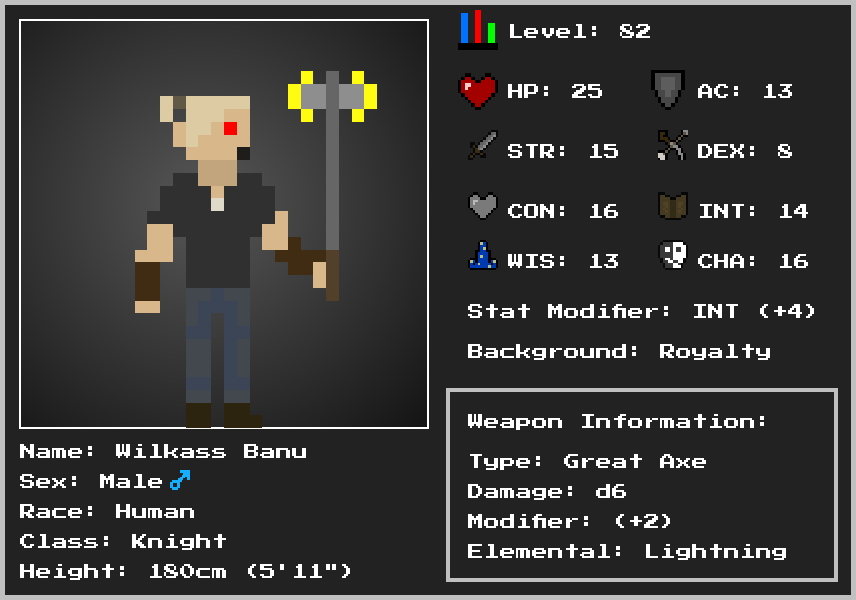 Level: 82
HP: 25 AC: 13
STR: 15 DEX: 8
CON: 16 INT: 14
WIS: 13 CHA: 16
Stat Modifier: INT (+4)
Background: Royalty
Weapon Information:
Type: Great Axe
Damage: d6
Modifier: (+2)
Elemental: Lightning
Name: Wilkass Banu
Sex: Male ♂
Race: Human
Class: Knight
Height: 180cm (5'11")